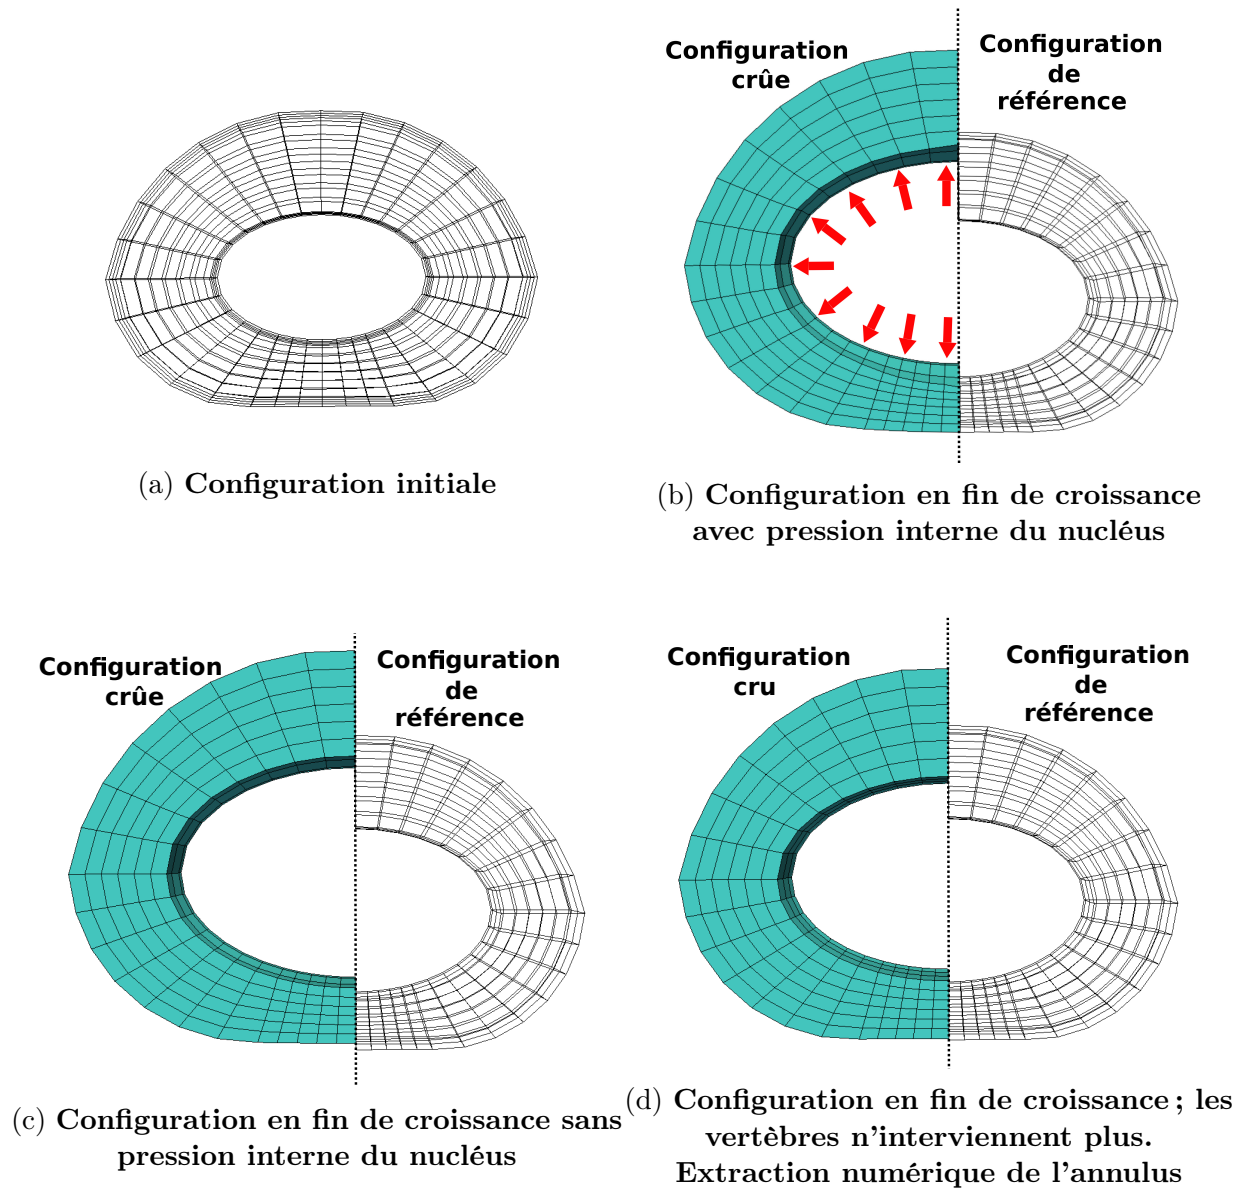 Configuration
crûe
Configuration
de
référence
(a) Configuration initiale
(b) Configuration en fin de croissance
avec pression interne du nucléus
Configuration
crûe
Configuration
de
référence
Configuration
cru
Configuration
de
référence
(c) Configuration en fin de croissance sans
pression interne du nucléus
(d) Configuration en fin de croissance ; les
vertèbres n'interviennent plus.
Extraction numérique de l'annulus